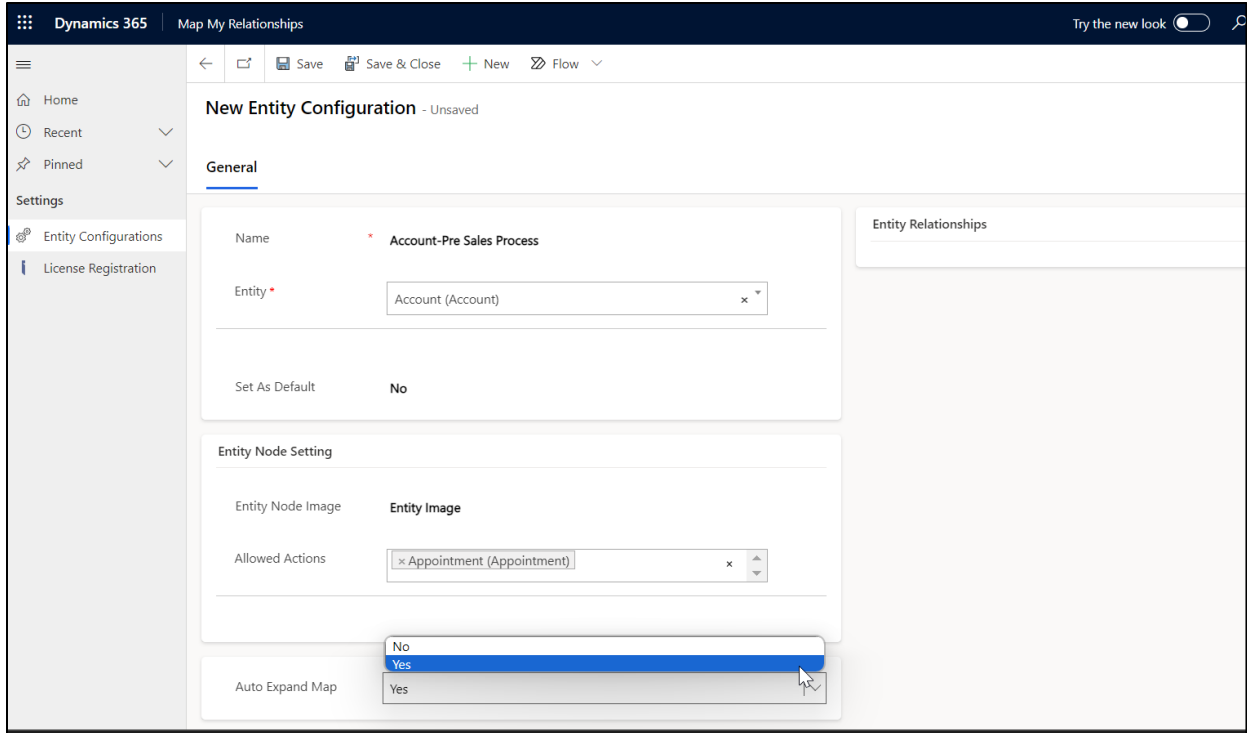 Dynamics 365 Map My Relationships Try the new look
Save Save & Close New Flow
Home
Recent
Pinned
Settings
Entity Configurations
License Registration
New Entity Configuration - Unsaved
General
Name * Account-Pre Sales Process
Entity * Account (Account) ×
Set As Default No
Entity Node Setting
Entity Node Image Entity Image
Allowed Actions × Appointment (Appointment) ×
No
Yes
Auto Expand Map Yes
Entity Relationships